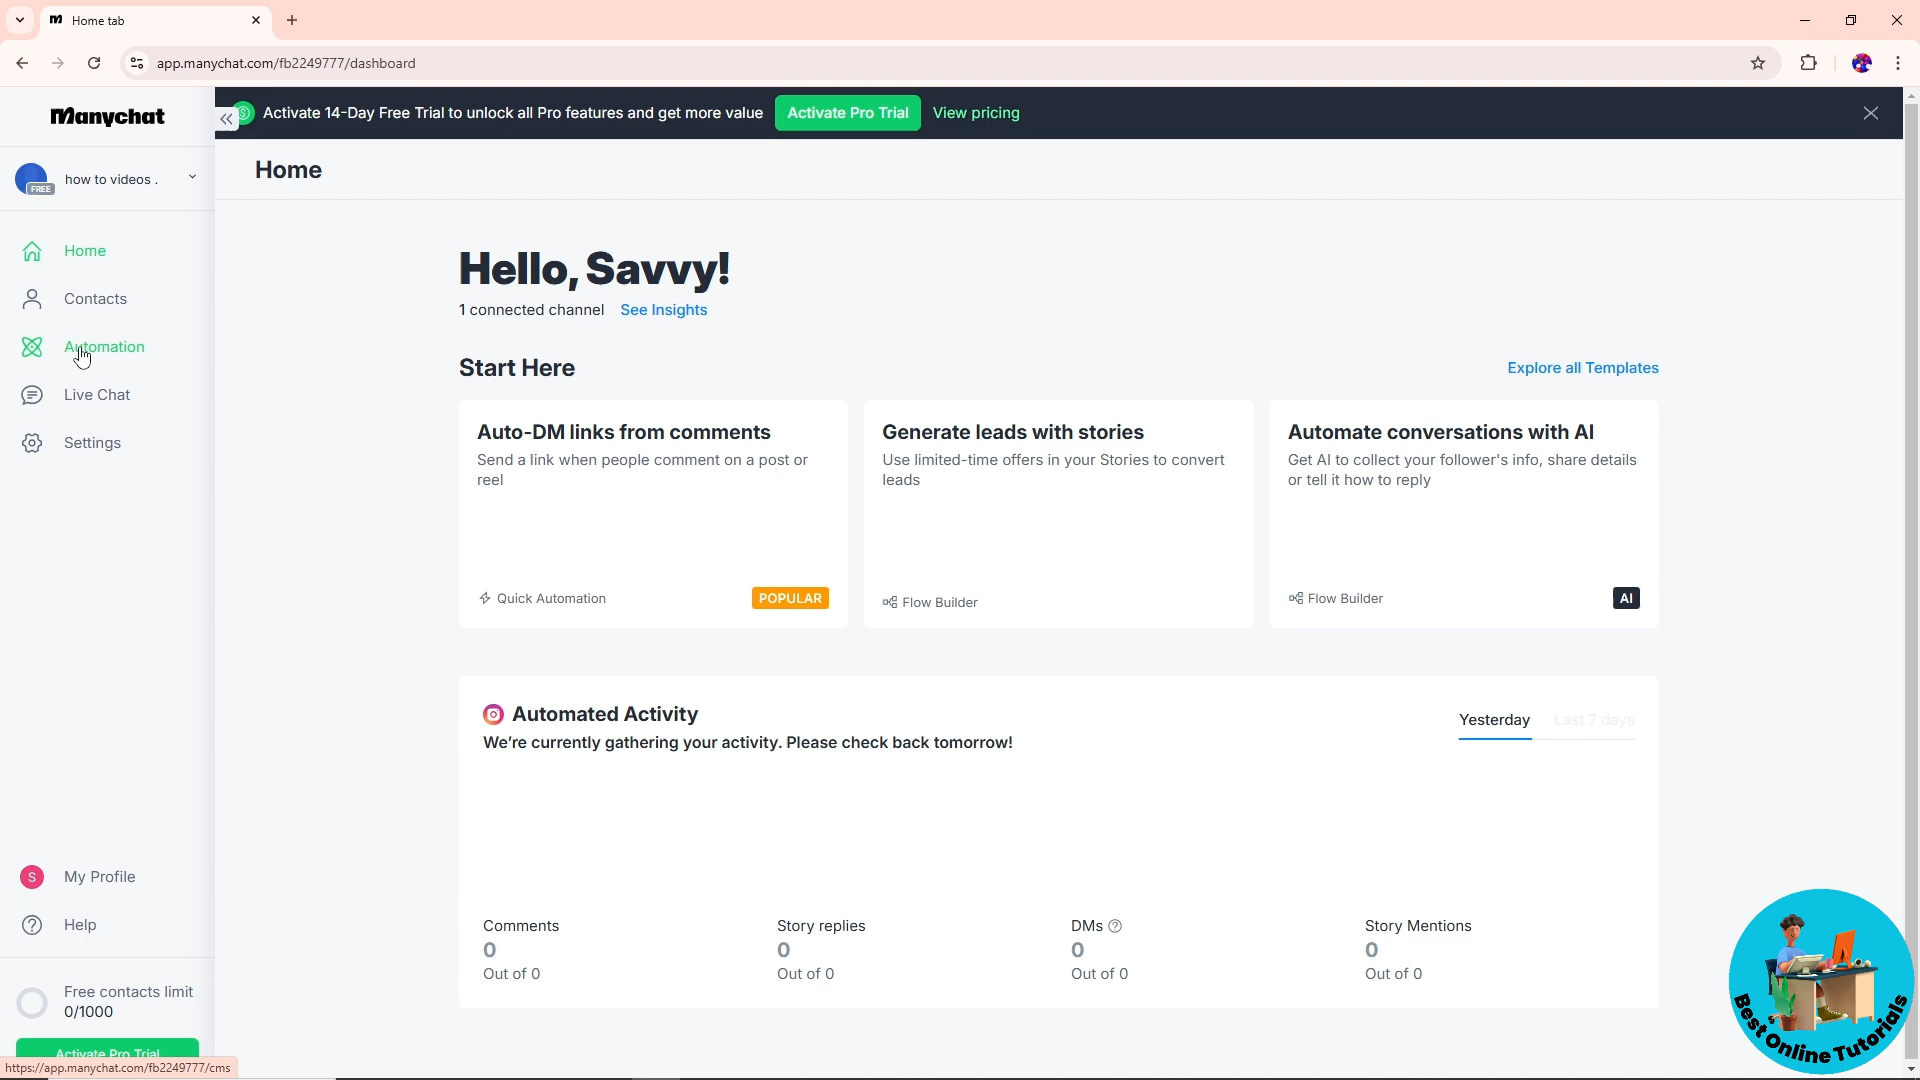 Home tab
app.manychat.com/fb2249777/dashboard
Manychat
Activate 14-Day Free Trial to unlock all Pro features and get more value
Activate Pro Trial
View pricing
FREE
how to videos .
Home
Contacts
Automation
Live Chat
Settings
My Profile
S
Help
Free contacts limit
0/1000
Activate Pro Trial
https://app.manychat.com/fb2249777/cms
Home
Hello, Savvy!
1 connected channel See Insights
Start Here
Explore all Templates
Auto-DM links from comments
Send a link when people comment on a post or
reel
Quick Automation
POPULAR
Generate leads with stories
Use limited-time offers in your Stories to convert
leads
Flow Builder
Automate conversations with AI
Get AI to collect your follower's info, share details
or tell it how to reply
Flow Builder
AI
Automated Activity
We're currently gathering your activity. Please check back tomorrow!
Yesterday
Last 7 days
Comments
0
Out of 0
Story replies
0
Out of 0
DMs
0
Out of 0
Story Mentions
0
Out of 0
Best Online Tutorials